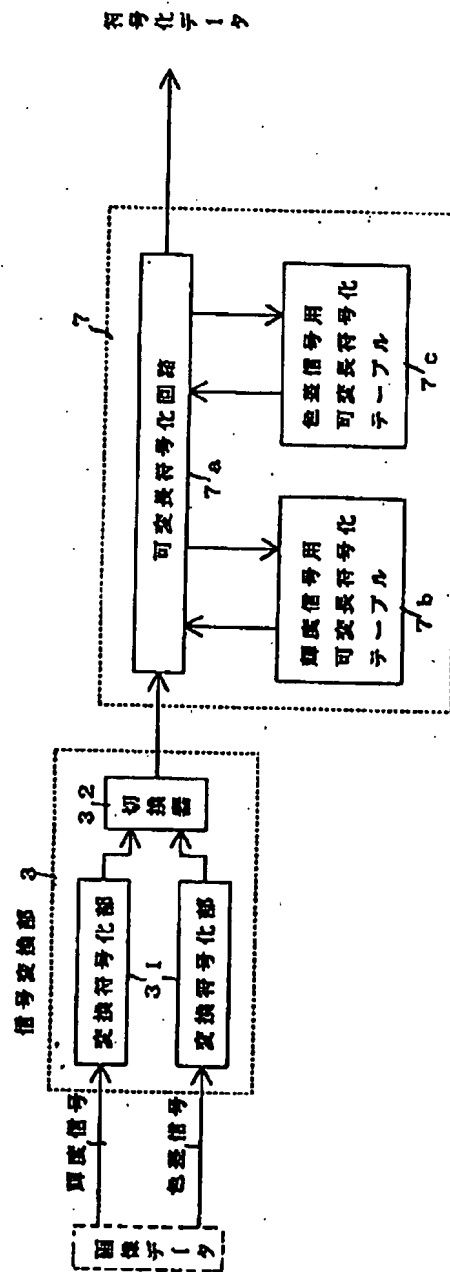 画像データ
輝度信号
色差信号
信号変換部
3
変換符号化部
31
変換符号化部
32
切換器
7
可変長符号化回路
7a
輝度信号用
可変長符号化
テーブル
7b
色差信号用
可変長符号化
テーブル
7c
符号化データ